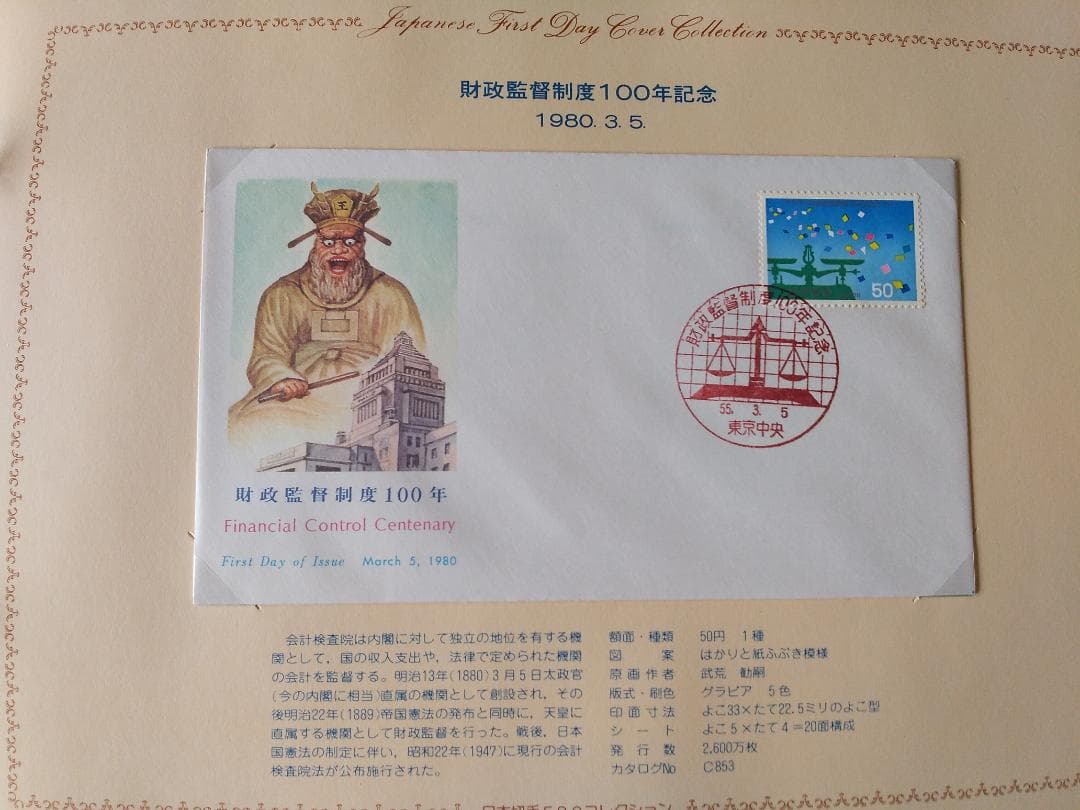 Japanese First Day Cover Collection
財政監督制度100年記念
1980. 3. 5.
王
50
財政監督制度100年記念
55. 3. 5
東京中央
財政監督制度100年
Financial Control Centenary
First Day of Issue March 5, 1980
会計検査院は内閣に対して独立の地位を有する機
関として，国の収入支出や，法律で定められた機関
の会計を監督する。明治13年(1880)3月5日太政官
(今の内閣に相当)直属の機関として創設され，その
後明治22年(1889)帝国憲法の発布と同時に，天皇に
直属する機関として財政監督を行った。戦後，日本
国憲法の制定に伴い，昭和22年(1947)に現行の会計
検査院法が公布施行された。
額面・種類 50円 1種
図案 はかりと紙ふぶき模様
原画作者 武荒 勧嗣
版式・刷色 グラビア 5色
印面寸法 よこ33×たて22.5ミリのよこ型
シート よこ5×たて4＝20面構成
発行数 2,600万枚
カタログNo C853